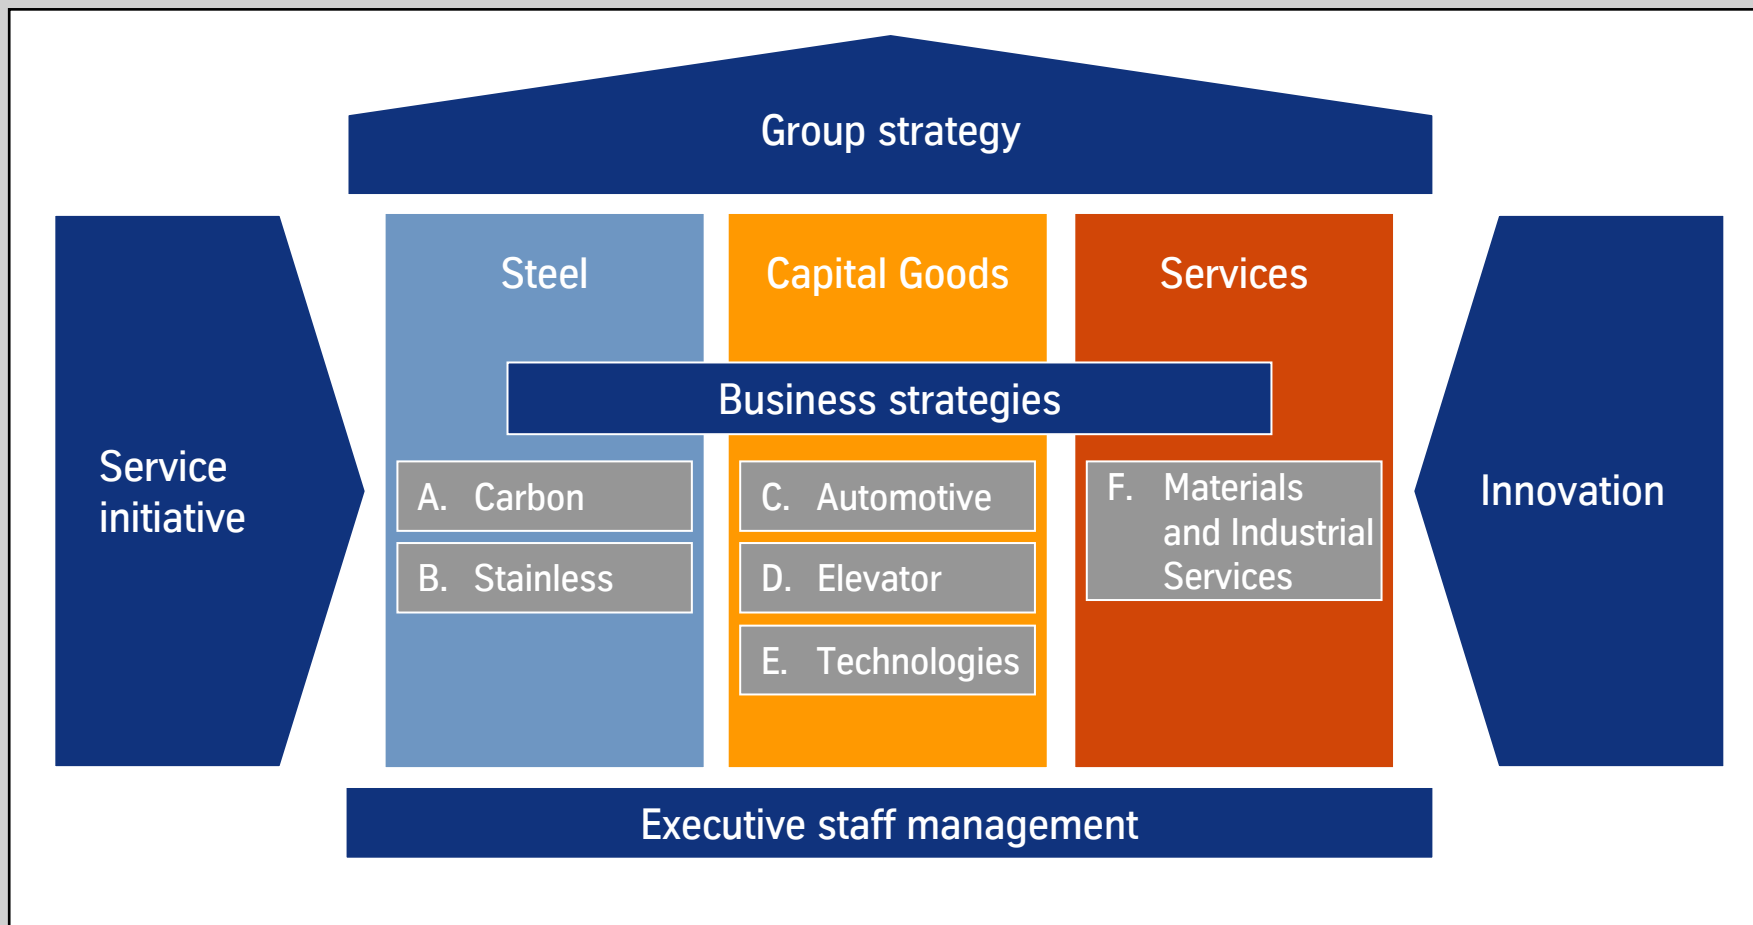 Group strategy
Service
initiative
Steel
Capital Goods
Services
Business strategies
A. Carbon
B. Stainless
C. Automotive
D. Elevator
E. Technologies
F. Materials
and Industrial
Services
Innovation
Executive staff management